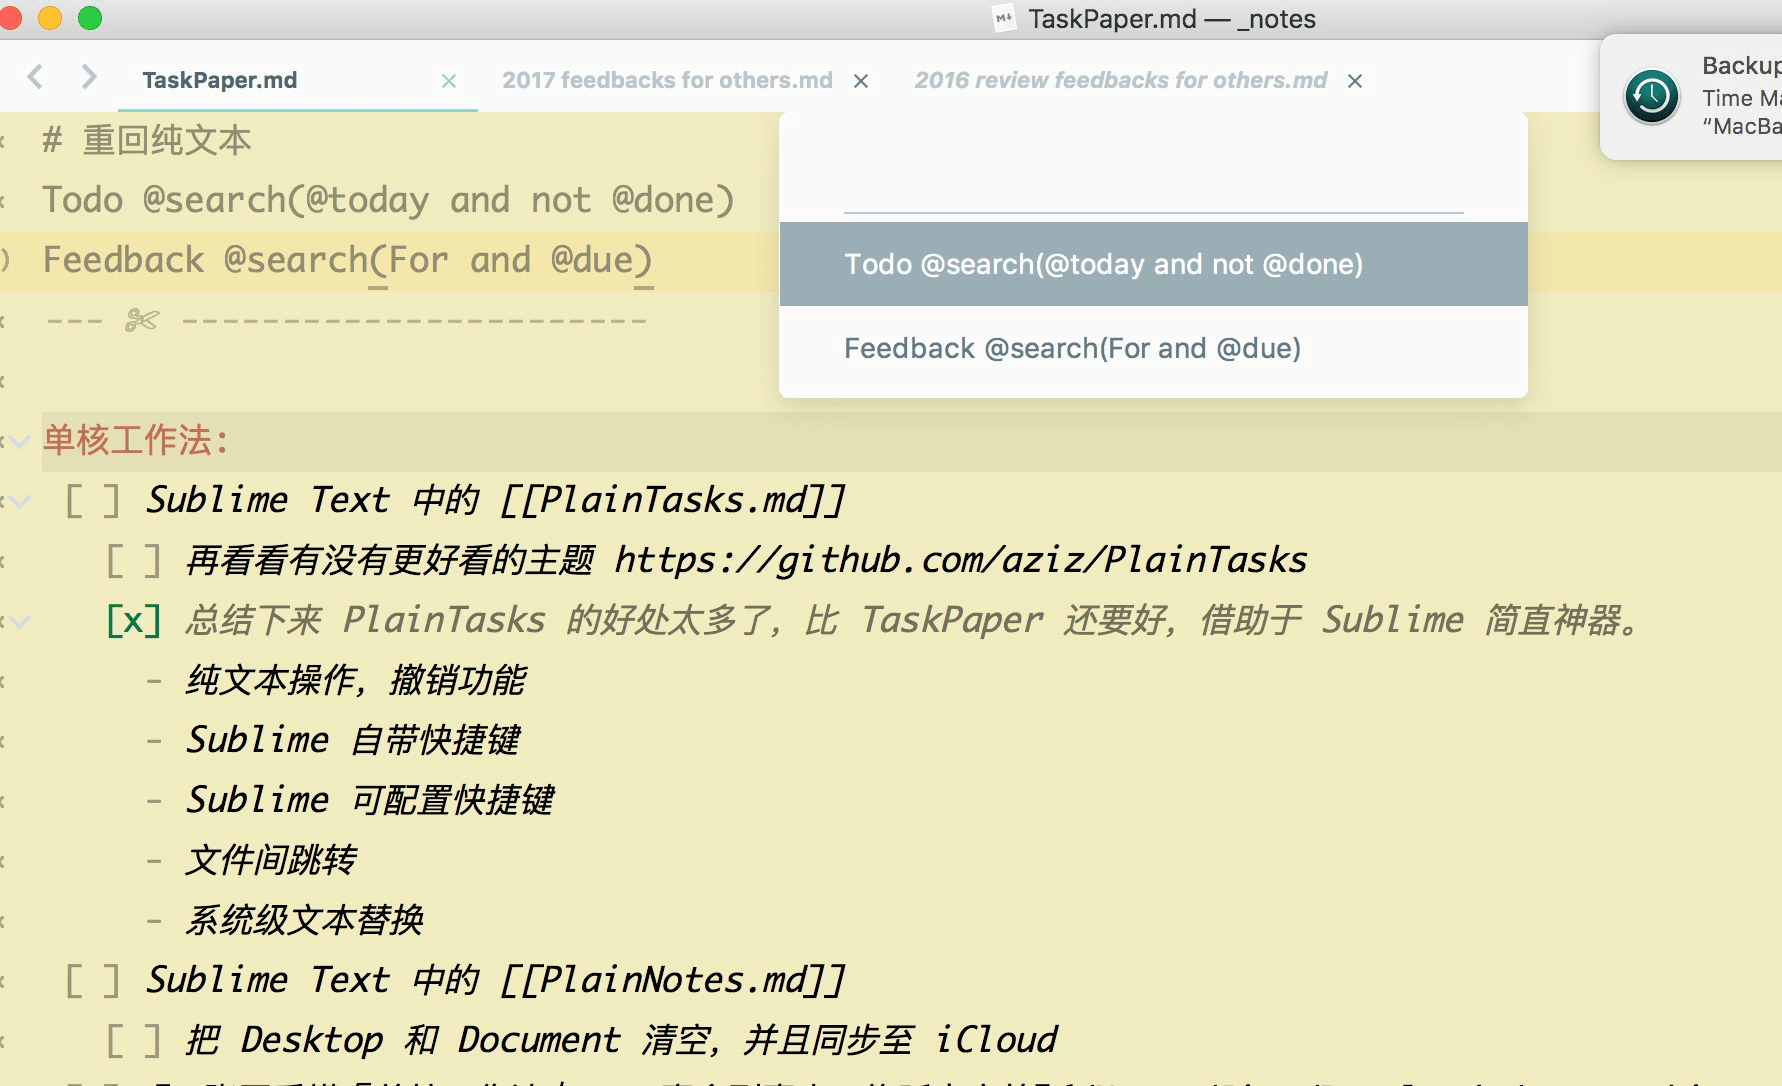 TaskPaper.md — _notes
TaskPaper.md × 2017 feedbacks for others.md × 2016 review feedbacks for others.md ×
Backup
Time
“MacBa
# 重回纯文本
Todo @search(@today and not @done)
Feedback @search(For and @due)
--- ✄ -----------------------
Todo @search(@today and not @done)
Feedback @search(For and @due)
单核工作法:
[ ] Sublime Text 中的 [[PlainTasks.md]]
[ ] 再看看有没有更好看的主题 https://github.com/aziz/PlainTasks
[x] 总结下来 PlainTasks 的好处太多了, 比 TaskPaper 还要好, 借助于 Sublime 简直神器。
- 纯文本操作, 撤销功能
- Sublime 自带快捷键
- Sublime 可配置快捷键
- 文件间跳转
- 系统级文本替换
[ ] Sublime Text 中的 [[PlainNotes.md]]
[ ] 把 Desktop 和 Document 清空, 并且同步至 iCloud